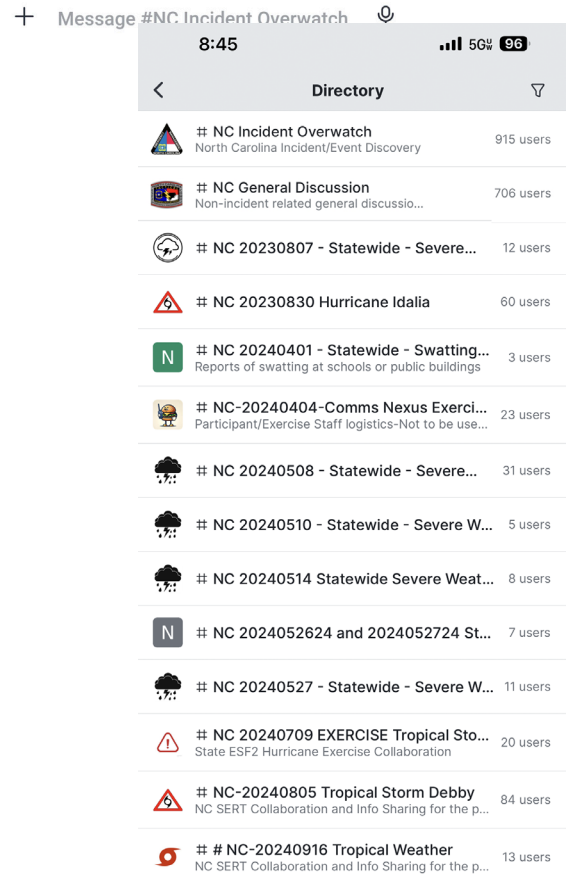 Message #NC Incident Overwatch
8:45
5G UW 96
Directory
# NC Incident Overwatch
North Carolina Incident/Event Discovery
915 users
# NC General Discussion
Non-incident related general discussio...
706 users
# NC 20230807 - Statewide - Severe...
12 users
# NC 20230830 Hurricane Idalia
60 users
N
# NC 20240401 - Statewide - Swatting...
Reports of swatting at schools or public buildings
3 users
# NC-20240404-Comms Nexus Exerci...
Participant/Exercise Staff logistics-Not to be use...
23 users
# NC 20240508 - Statewide - Severe...
31 users
# NC 20240510 - Statewide - Severe W...
5 users
# NC 20240514 Statewide Severe Weat...
8 users
N
# NC 2024052624 and 2024052724 St...
7 users
# NC 20240527 - Statewide - Severe W...
11 users
# NC 20240709 EXERCISE Tropical Sto...
State ESF2 Hurricane Exercise Collaboration
20 users
# NC-20240805 Tropical Storm Debby
NC SERT Collaboration and Info Sharing for the p...
84 users
# # NC-20240916 Tropical Weather
NC SERT Collaboration and Info Sharing for the p...
13 users